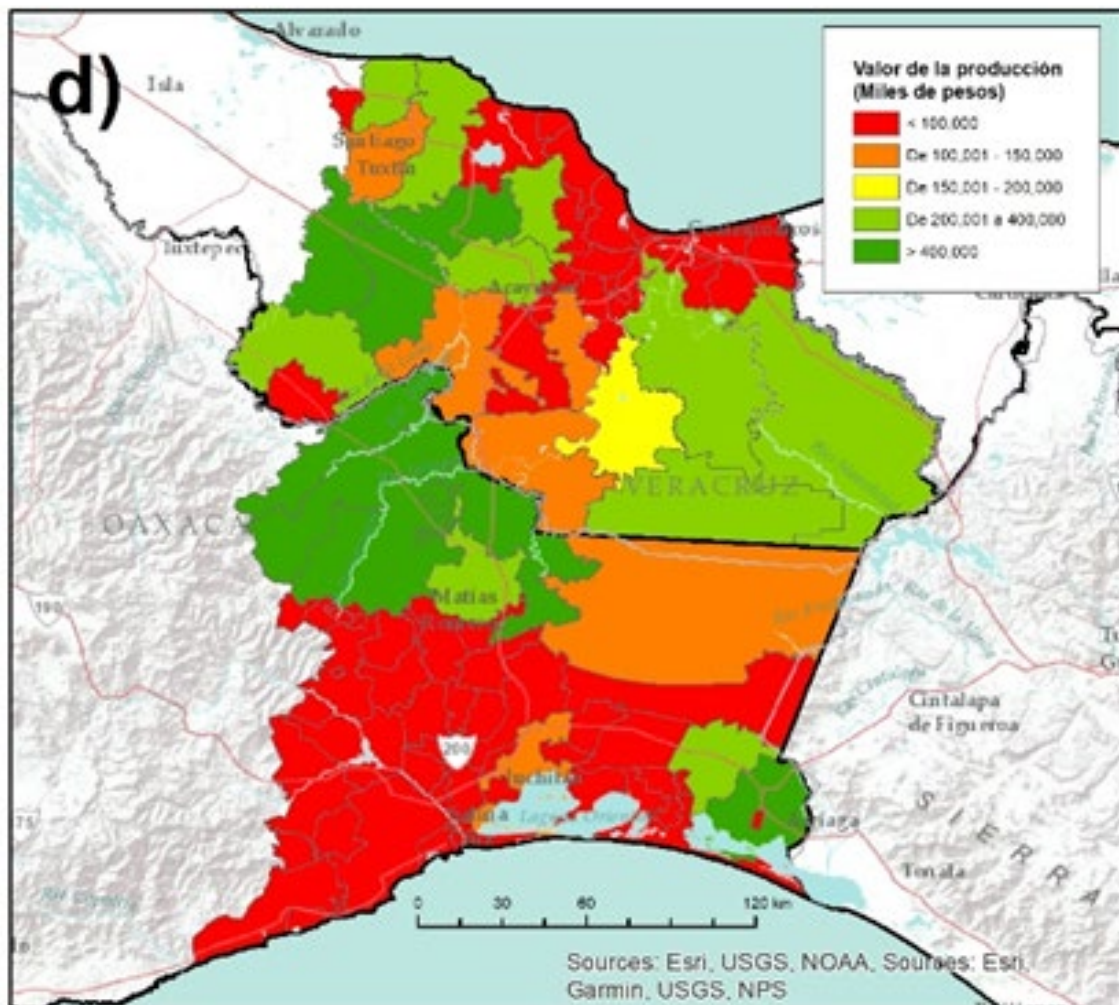 d)
Alvarado
Isla
Santiago
Tuxtla
Tuxtepec
Acayucan
Valor de la producción
(Miles de pesos)
< 100,000
De 100,001 - 150,000
De 150,001 - 200,000
De 200,001 a 400,000
> 400,000
VERACRUZ
OAXACA
Matías
190
Cintalapa
de Figueroa
200
Juchitán
Laguna
Arriaga
75
Tonala
SIERRA
0 30 60 120 km
Sources: Esri, USGS, NOAA, Sources: Esri,
Garmin, USGS, NPS